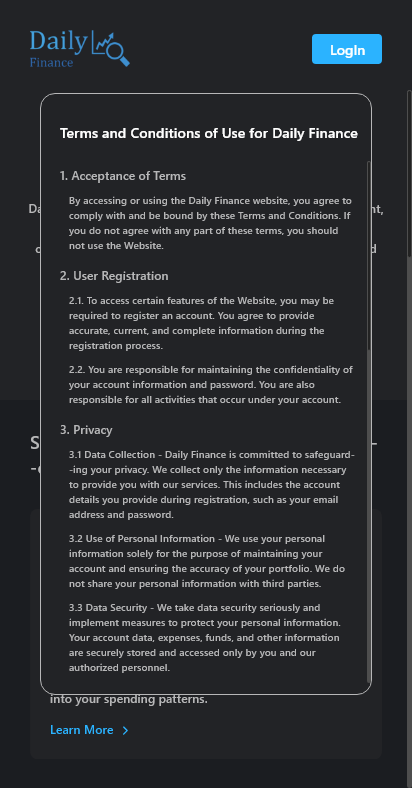 Daily
Finance
LogIn
Terms and Conditions of Use for Daily Finance
1. Acceptance of Terms
By accessing or using the Daily Finance website, you agree to
comply with and be bound by these Terms and Conditions. If
you do not agree with any part of these terms, you should
not use the Website.
2. User Registration
2.1. To access certain features of the Website, you may be
required to register an account. You agree to provide
accurate, current, and complete information during the
registration process.
2.2. You are responsible for maintaining the confidentiality of
your account information and password. You are also
responsible for all activities that occur under your account.
3. Privacy
3.1 Data Collection - Daily Finance is committed to safeguard-
-ing your privacy. We collect only the information necessary
to provide you with our services. This includes the account
details you provide during registration, such as your email
address and password.
3.2 Use of Personal Information - We use your personal
information solely for the purpose of maintaining your
account and ensuring the accuracy of your portfolio. We do
not share your personal information with third parties.
3.3 Data Security - We take data security seriously and
implement measures to protect your personal information.
Your account data, expenses, funds, and other information
are securely stored and accessed only by you and our
authorized personnel.
into your spending patterns.
Learn More